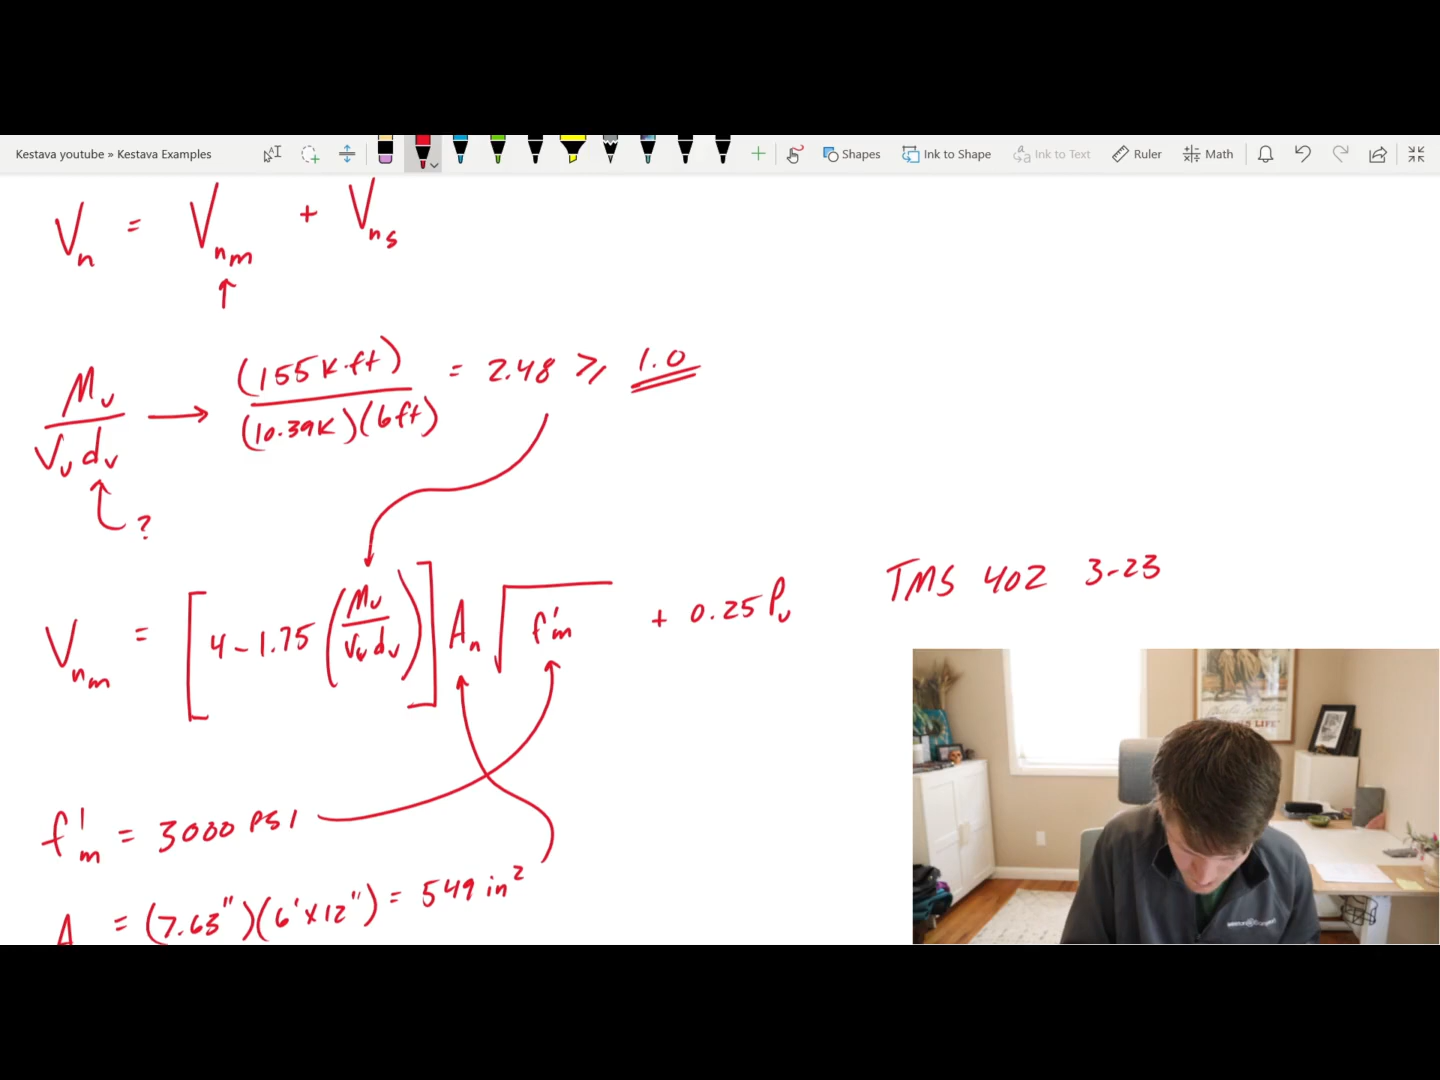 Kestava youtube » Kestava Examples
Shapes
Ink to Shape
Ink to Text
Ruler
Math
Vn = Vnm + Vns
Mu / Vu dv → (155 K·ft) / (10.39K)(6ft) = 2.48 ≥ 1.0
?
Vnm = [4 - 1.75 (Mu / Vu dv)] An √f'm + 0.25 Pu
TMS 402 3-23
LIFE"
f'm = 3000 PSI
A = (7.63")(6'x12") = 549 in²